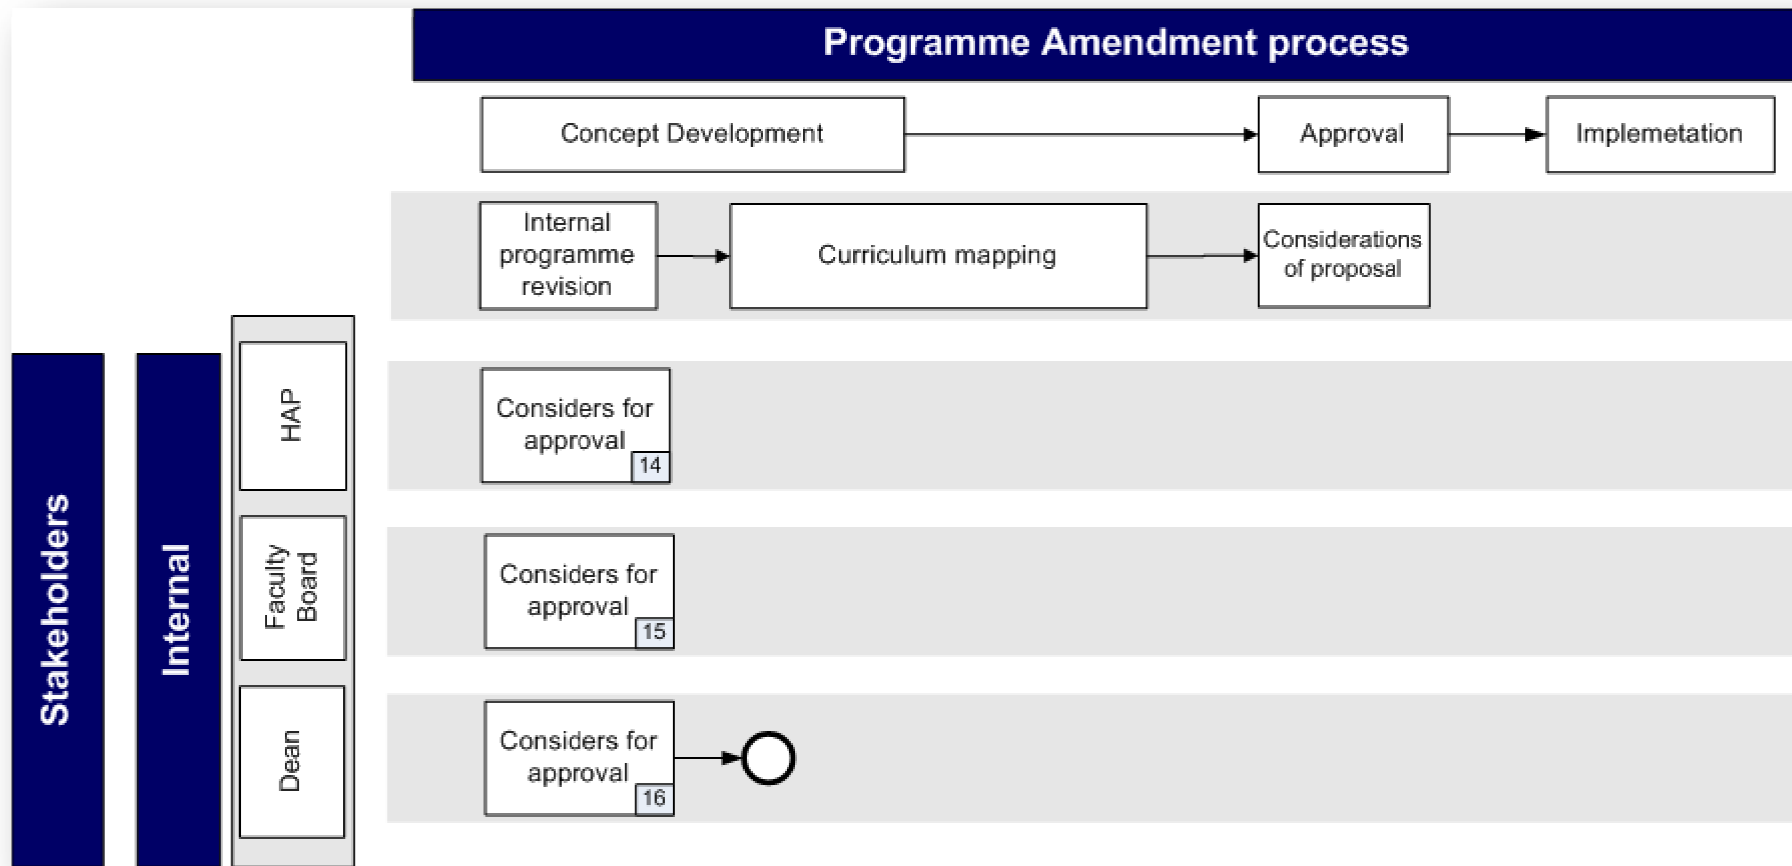 Programme Amendment process
Concept Development
Approval
Implemetation
Internal
programme
revision
Curriculum mapping
Considerations
of proposal
Stakeholders
Internal
HAP
Considers for
approval
14
Faculty
Board
Considers for
approval
15
Dean
Considers for
approval
16